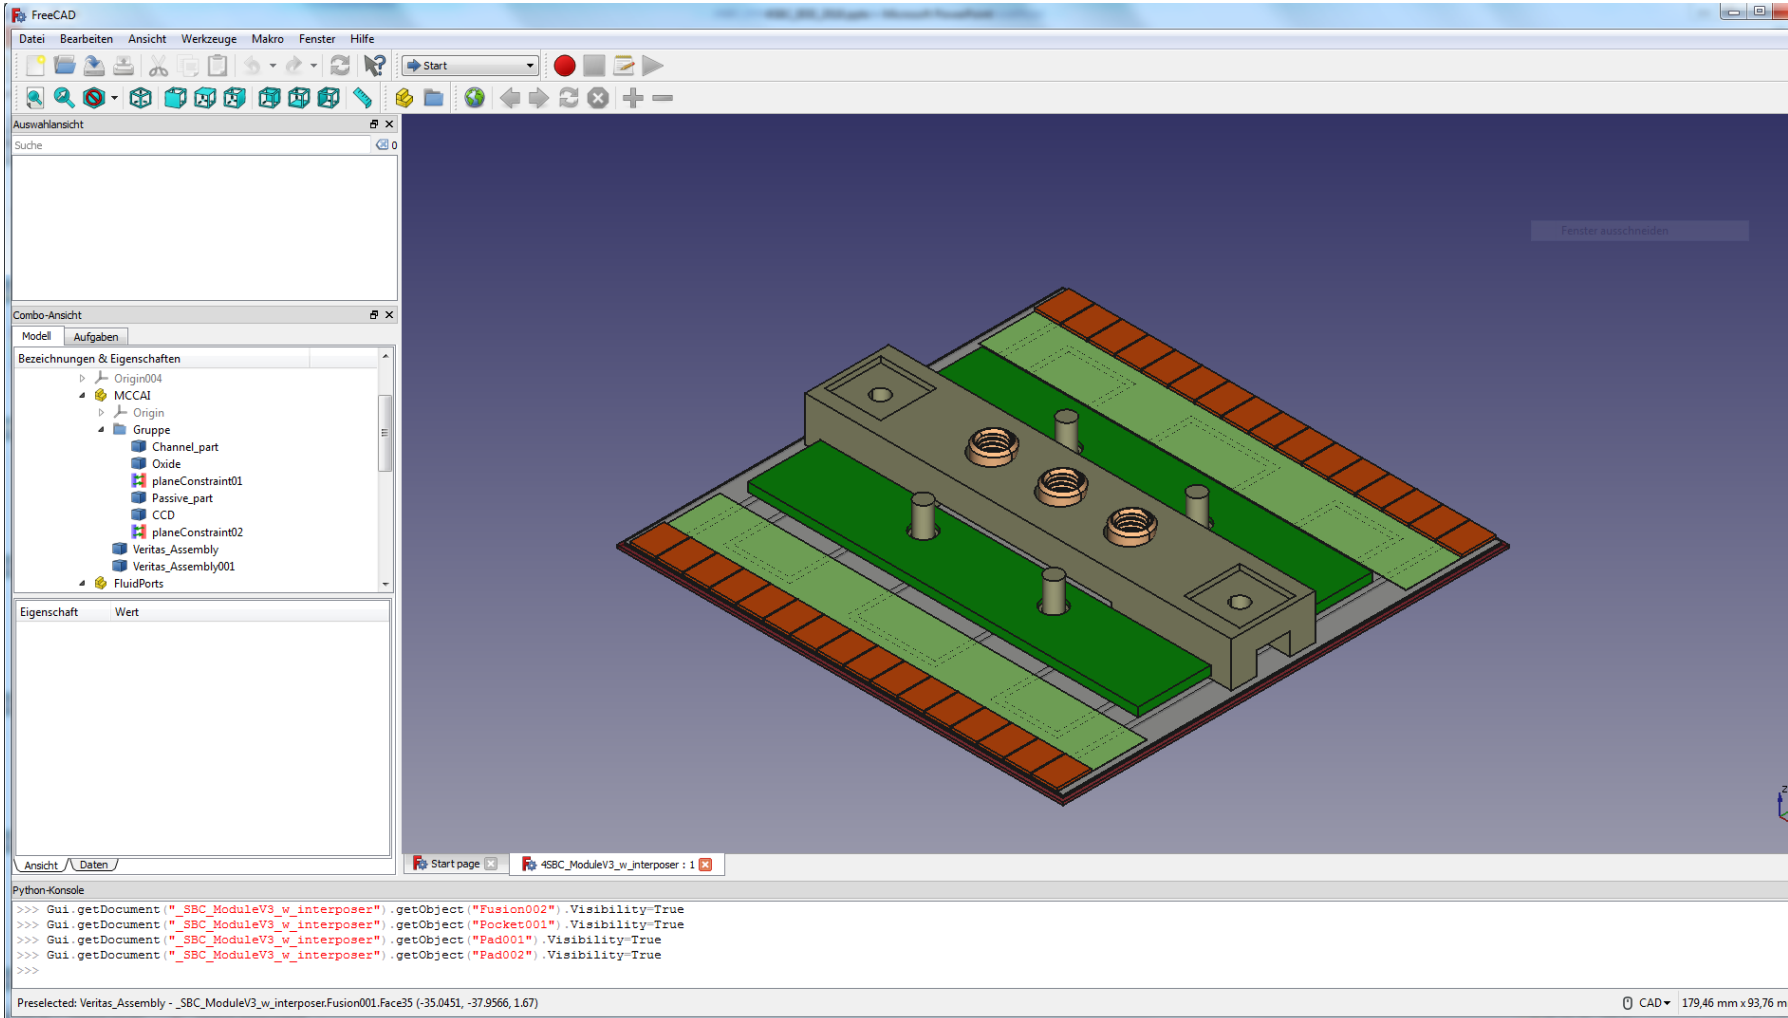 FreeCAD
Datei Bearbeiten Ansicht Werkzeuge Makro Fenster Hilfe
Start
Auswahlansicht
Suche
0
Fenster ausschneiden
Combo-Ansicht
Modell Aufgaben
Bezeichnungen & Eigenschaften
Origin004
MCCAI
Origin
Gruppe
Channel_part
Oxide
planeConstraint01
Passive_part
CCD
planeConstraint02
Veritas_Assembly
Veritas_Assembly001
FluidPorts
Eigenschaft Wert
Z
Ansicht Daten
Start page
4SBC_ModuleV3_w_interposer : 1
Python-Konsole
>>> Gui.getDocument("_SBC_ModuleV3_w_interposer").getObject("Fusion002").Visibility=True
>>> Gui.getDocument("_SBC_ModuleV3_w_interposer").getObject("Pocket001").Visibility=True
>>> Gui.getDocument("_SBC_ModuleV3_w_interposer").getObject("Pad001").Visibility=True
>>> Gui.getDocument("_SBC_ModuleV3_w_interposer").getObject("Pad002").Visibility=True
>>>
Preselected: Veritas_Assembly - _SBC_ModuleV3_w_interposer.Fusion001.Face35 (-35.0451, -37.9566, 1.67)
CAD 179,46 mm x 93,76 m